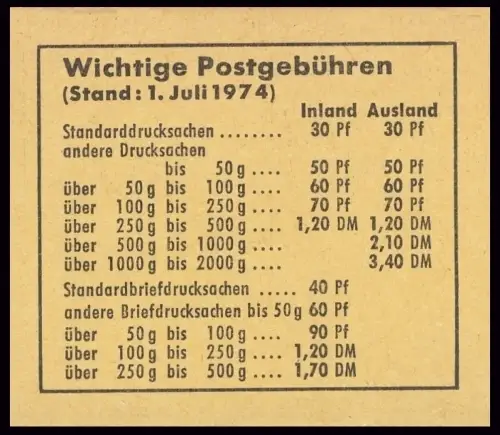 Wichtige Postgebühren
(Stand: 1. Juli 1974)
Inland Ausland
Standarddrucksachen ........ 30 Pf 30 Pf
andere Drucksachen
bis 50 g .... 50 Pf 50 Pf
über 50 g bis 100 g .... 60 Pf 60 Pf
über 100 g bis 250 g .... 70 Pf 70 Pf
über 250 g bis 500 g .... 1,20 DM 1,20 DM
über 500 g bis 1000 g .... 2,10 DM
über 1000 g bis 2000 g .... 3,40 DM
Standardbriefdrucksachen ..... 40 Pf
andere Briefdrucksachen bis 50 g 60 Pf
über 50 g bis 100 g .... 90 Pf
über 100 g bis 250 g .... 1,20 DM
über 250 g bis 500 g .... 1,70 DM